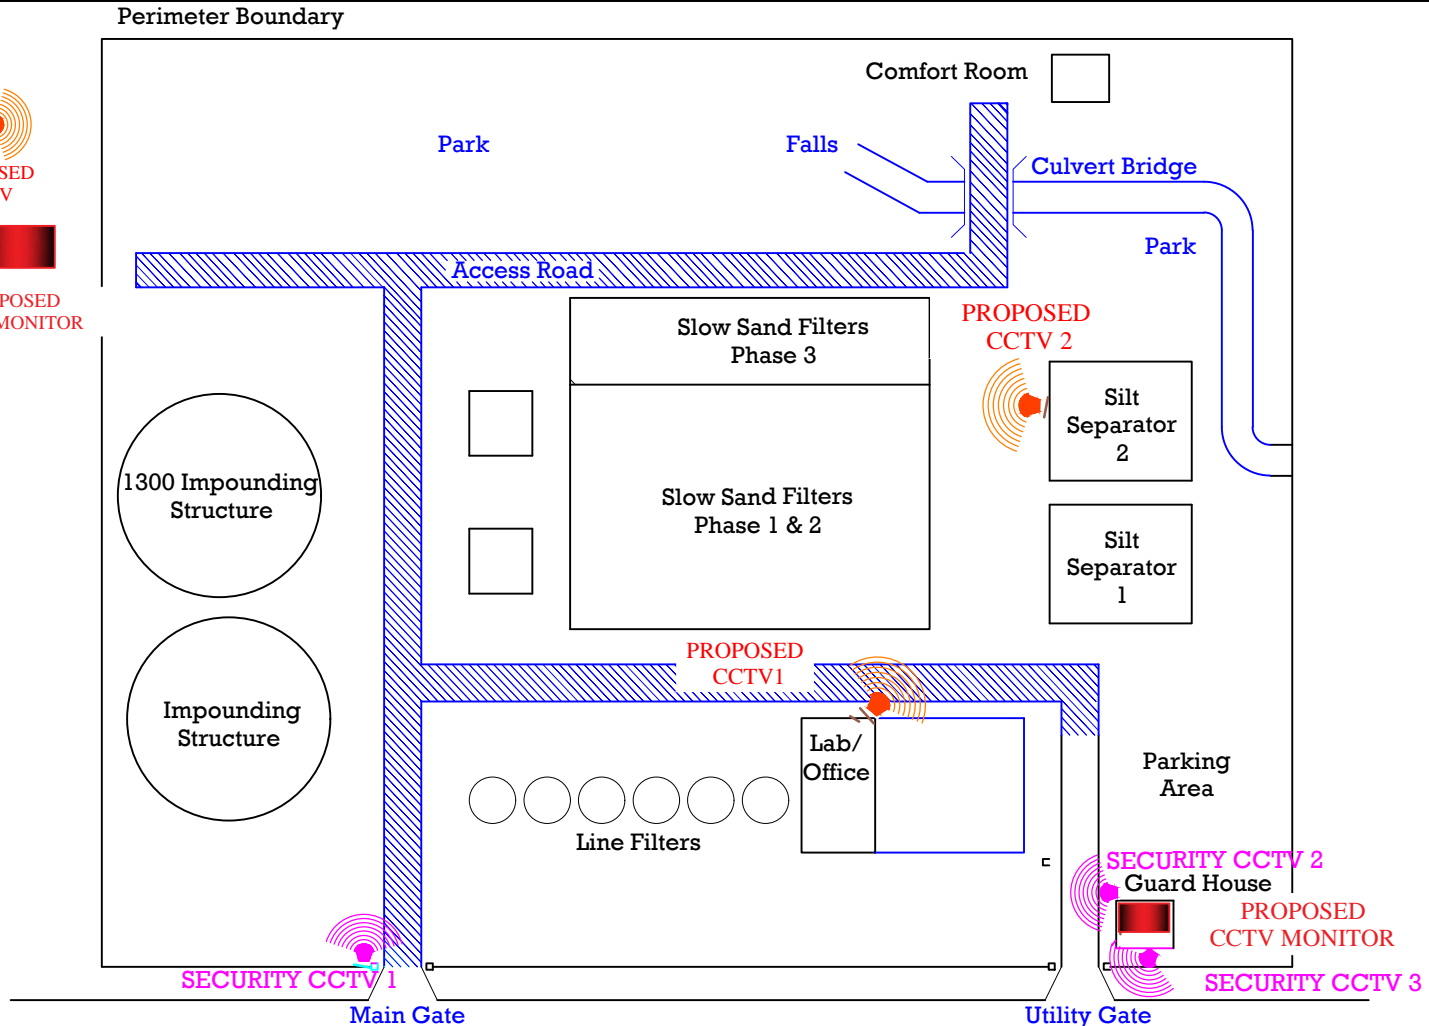 Perimeter Boundary
Comfort Room
Park
Falls
Culvert Bridge
SED
V
Park
Access Road
POSED
MONITOR
PROPOSED
CCTV 2
Slow Sand Filters
Phase 3
Silt
Separator
2
1300 Impounding
Structure
Slow Sand Filters
Phase 1 & 2
Silt
Separator
1
PROPOSED
CCTV1
Impounding
Structure
Lab/
Office
Parking
Area
Line Filters
SECURITY CCTV 2
Guard House
PROPOSED
CCTV MONITOR
SECURITY CCTV 1
SECURITY CCTV 3
Main Gate
Utility Gate